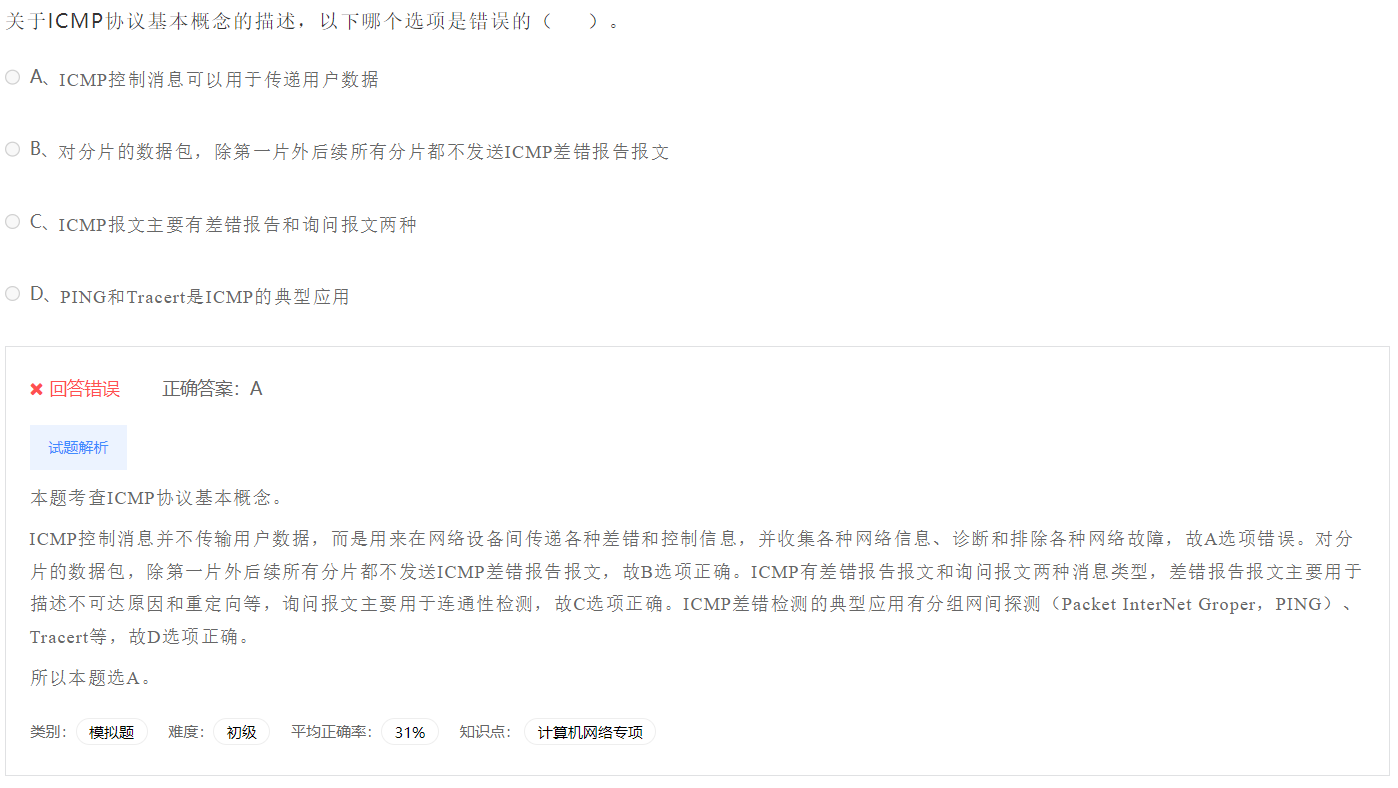 关于ICMP协议基本概念的描述，以下哪个选项是错误的（　　）。
A、ICMP控制消息可以用于传递用户数据
B、对分片的数据包，除第一片外后续所有分片都不发送ICMP差错报告报文
C、ICMP报文主要有差错报告和询问报文两种
D、PING和Tracert是ICMP的典型应用
✖ 回答错误　　正确答案：A
试题解析
本题考查ICMP协议基本概念。
ICMP控制消息并不传输用户数据，而是用来在网络设备间传递各种差错和控制信息，并收集各种网络信息、诊断和排除各种网络故障，故A选项错误。对分
片的数据包，除第一片外后续所有分片都不发送ICMP差错报告报文，故B选项正确。ICMP有差错报告报文和询问报文两种消息类型，差错报告报文主要用于
描述不可达原因和重定向等，询问报文主要用于连通性检测，故C选项正确。ICMP差错检测的典型应用有分组网间探测（Packet InterNet Groper，PING）、
Tracert等，故D选项正确。
所以本题选A。
类别： 模拟题　难度： 初级　平均正确率： 31%　知识点： 计算机网络专项